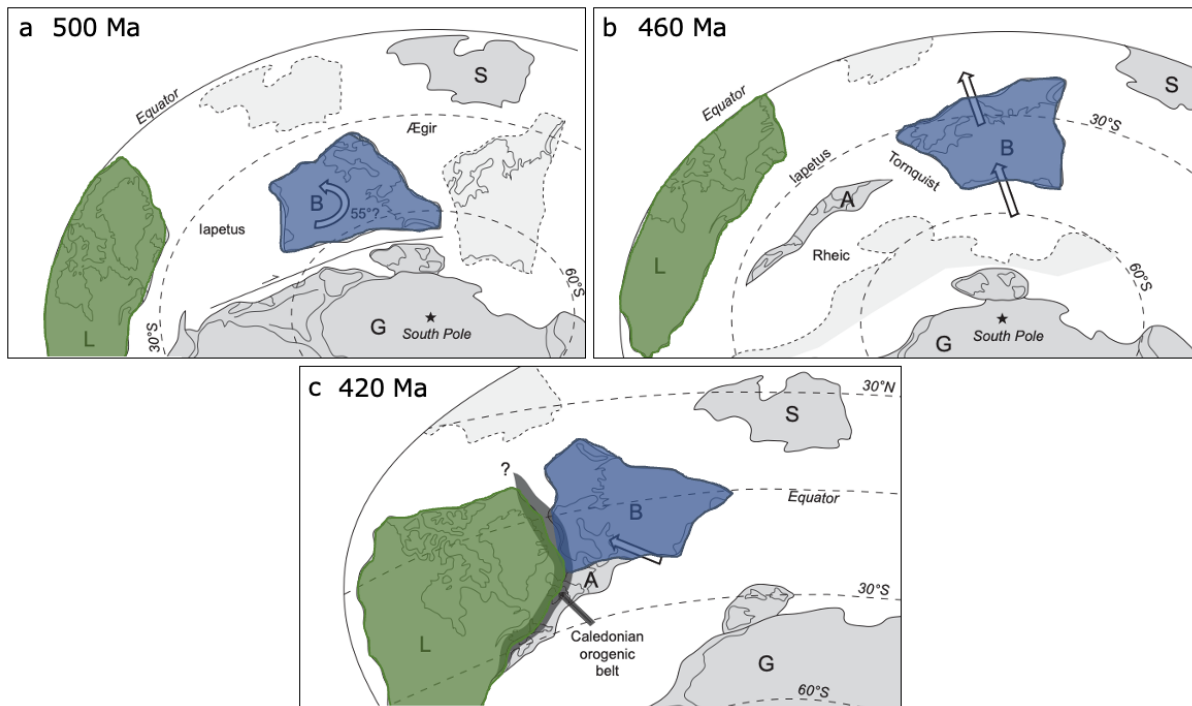 a 500 Ma
S
Equator
Ægir
B
55°?
Iapetus
60°S
L
30°S
G
South Pole
b 460 Ma
S
Equator
30°S
B
Iapetus
Tornquist
A
L
Rheic
60°S
South Pole
G
c 420 Ma
30°N
S
?
Equator
B
A
30°S
L
Caledonian
orogenic
belt
G
60°S